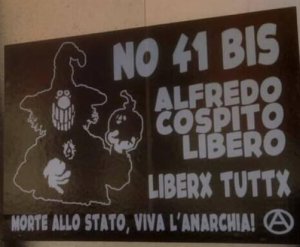 NO 41 BIS
ALFREDO
COSPITO
LIBERO
LIBERX TUTTX
MORTE ALLO STATO, VIVA L'ANARCHIA! Ⓐ